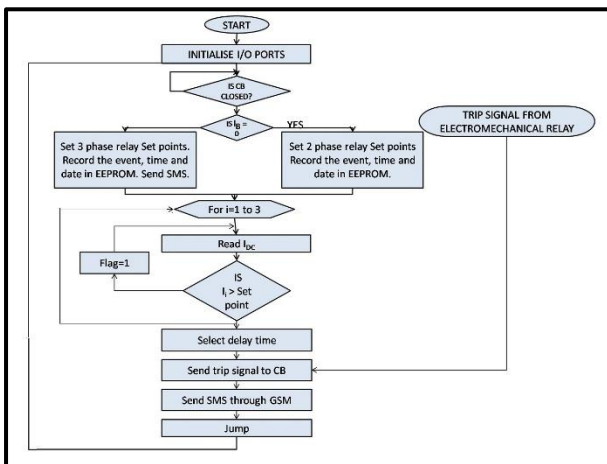 START
INITIALISE I/O PORTS
IS CB
CLOSED?
TRIP SIGNAL FROM
ELECTROMECHANICAL RELAY
IS IB =
0
YES
Set 3 phase relay Set points.
Record the event, time and
date in EEPROM. Send SMS.
Set 2 phase relay Set points
Record the event, time and
date in EEPROM.
For i=1 to 3
Read IDC
Flag=1
IS
Ii > Set
point
Select delay time
Send trip signal to CB
Send SMS through GSM
Jump